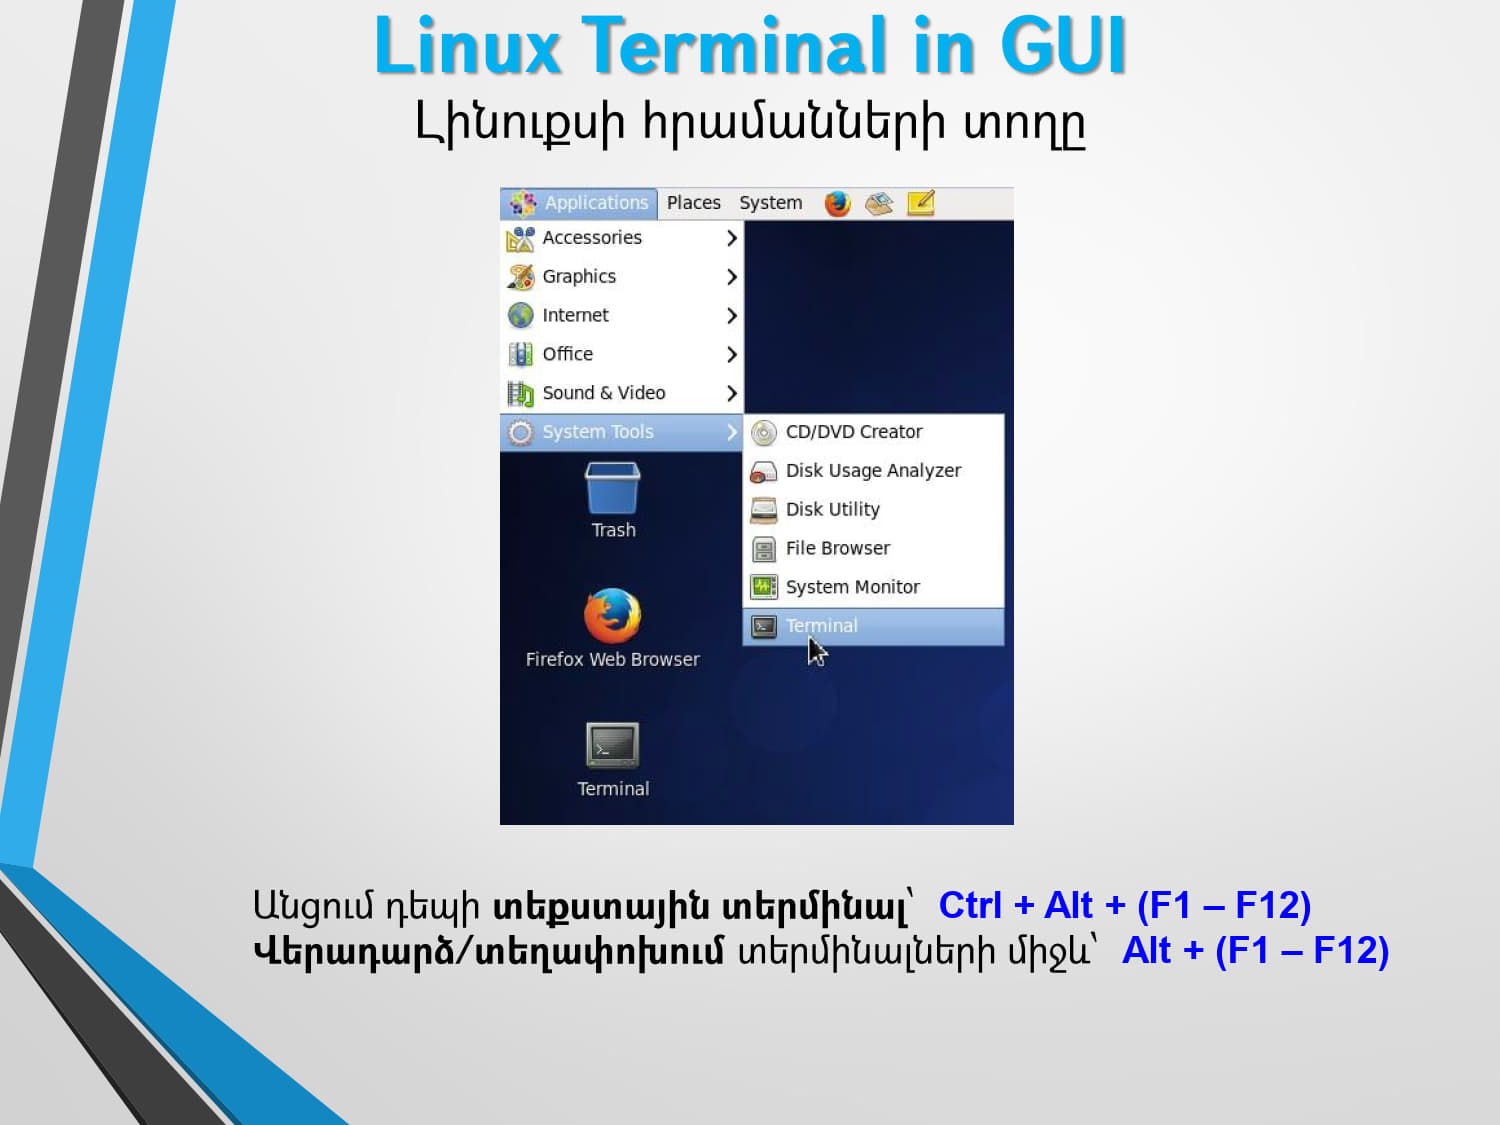 Linux Terminal in GUI
Լինուքսի հրամանների տողը
Applications Places System
Accessories
Graphics
Internet
Office
Sound & Video
System Tools
CD/DVD Creator
Disk Usage Analyzer
Disk Utility
File Browser
System Monitor
Terminal
Trash
Firefox Web Browser
Terminal
Անցում դեպի տեքստային տերմինալ՝ Ctrl + Alt + (F1 – F12)
Վերադարձ/տեղափոխում տերմինալների միջև՝ Alt + (F1 – F12)